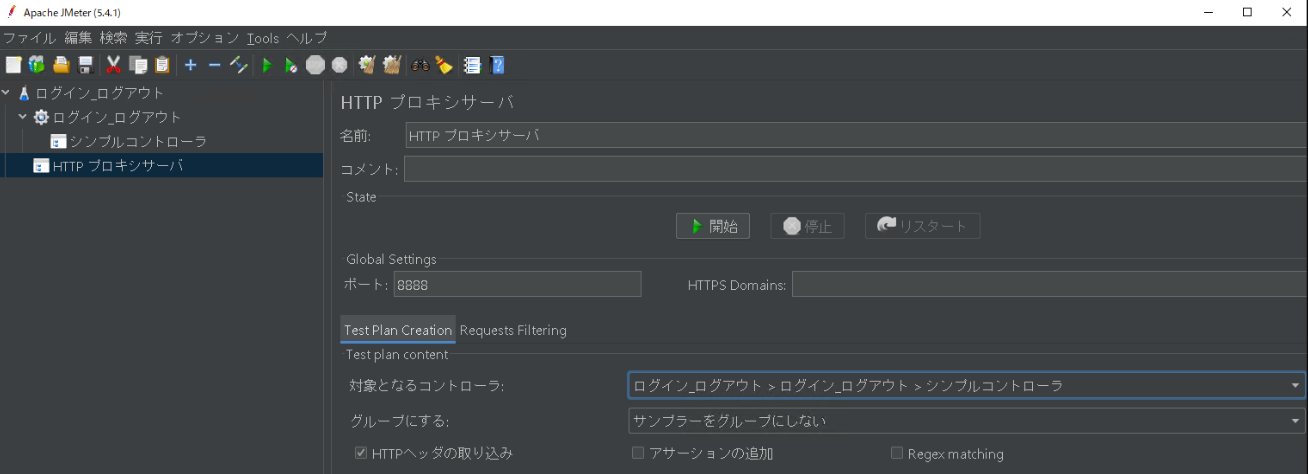 Apache JMeter (5.4.1)
ファイル 編集 検索 実行 オプション Tools ヘルプ
ログイン_ログアウト
ログイン_ログアウト
シンプルコントローラ
HTTP プロキシサーバ
HTTP プロキシサーバ
名前: HTTP プロキシサーバ
コメント:
State
開始 停止 リスタート
Global Settings
ポート: 8888 HTTPS Domains:
Test Plan Creation Requests Filtering
Test plan content
対象となるコントローラ: ログイン_ログアウト > ログイン_ログアウト > シンプルコントローラ
グループにする: サンプラーをグループにしない
HTTPヘッダの取り込み アサーションの追加 Regex matching